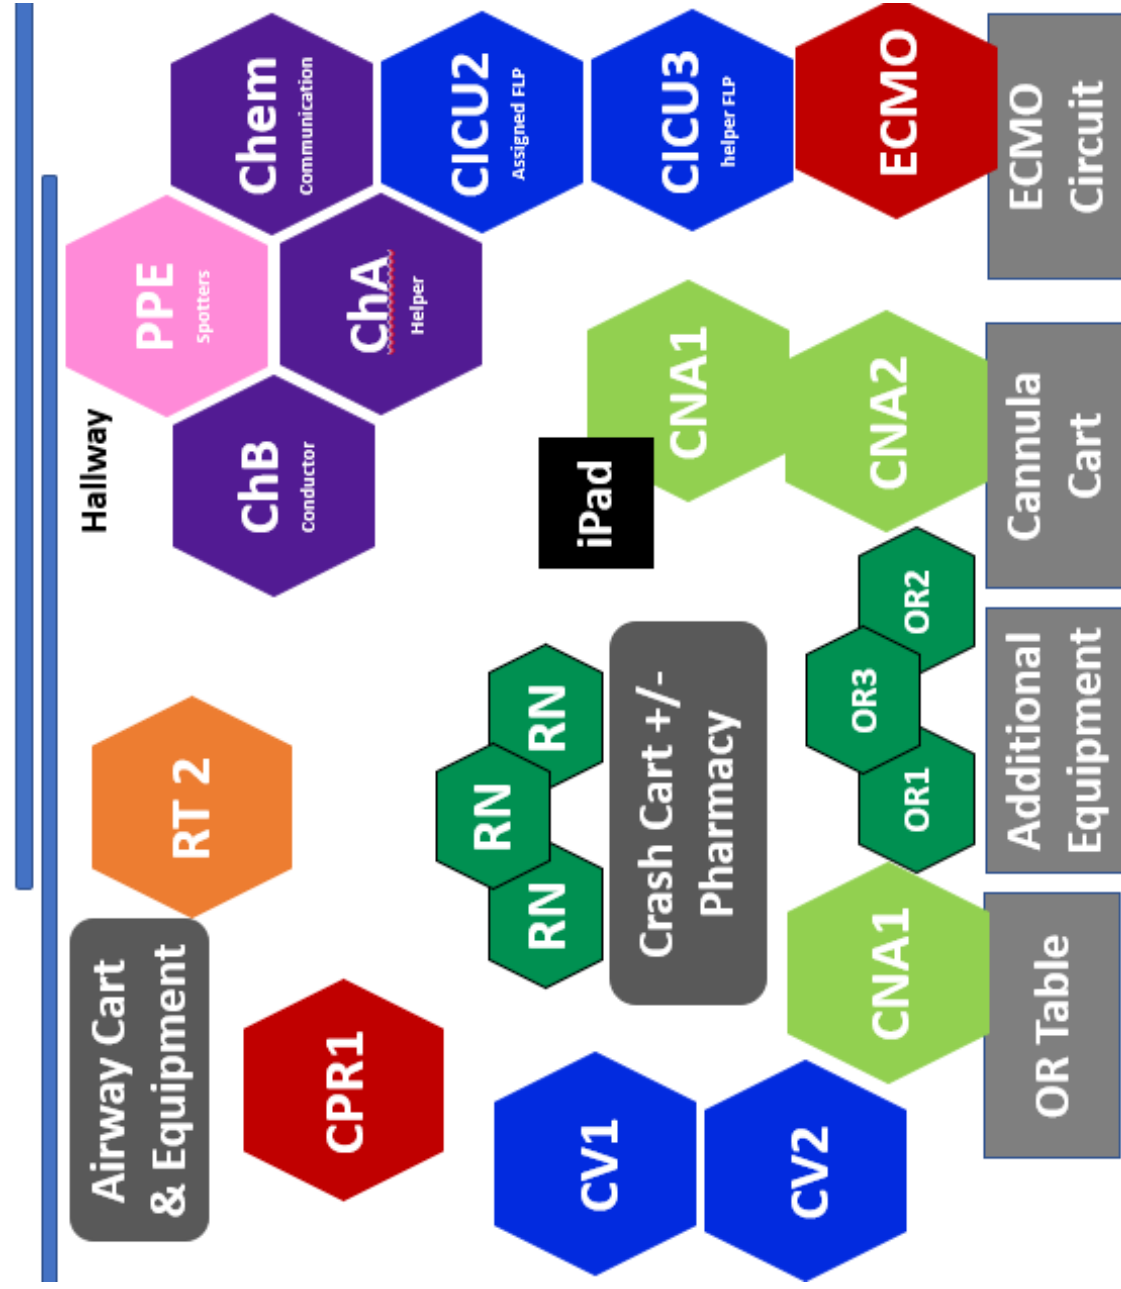 Airway Cart
& Equipment
RT 2
Hallway
PPE
Spotters
CPR1
ChB
Conductor
ChA
Helper
Chem
Communication
CICU2
Assigned FLP
RN
RN
RN
CV1
iPad
Crash Cart +/-
Pharmacy
CNA1
CICU3
helper FLP
CV2
CNA1
OR1
OR3
OR2
CNA2
ECMO
OR Table
Additional
Equipment
Cannula
Cart
ECMO
Circuit